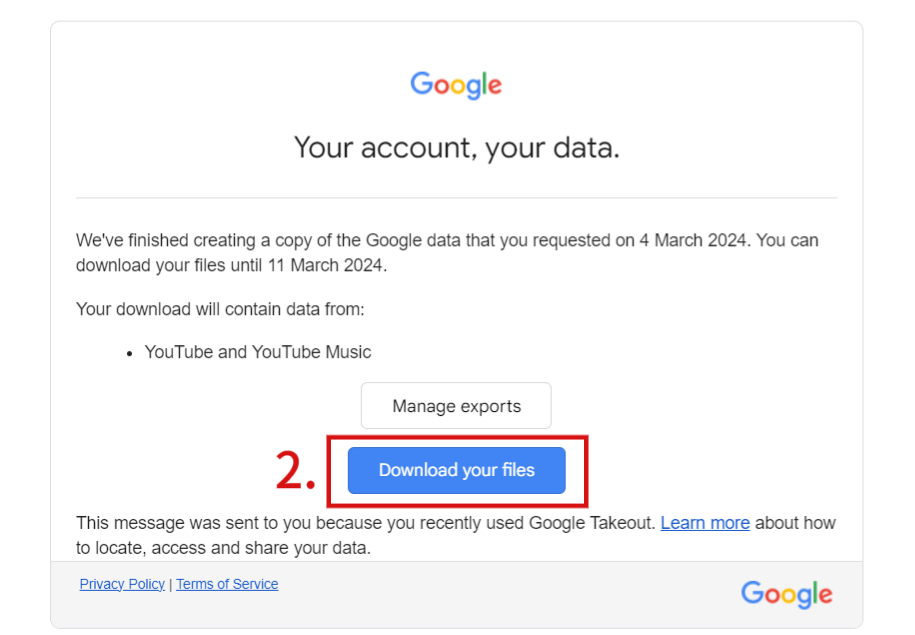 Google
Your account, your data.
We've finished creating a copy of the Google data that you requested on 4 March 2024. You can
download your files until 11 March 2024.
Your download will contain data from:
• YouTube and YouTube Music
Manage exports
2.
Download your files
This message was sent to you because you recently used Google Takeout. Learn more about how
to locate, access and share your data.
Privacy Policy | Terms of Service
Google